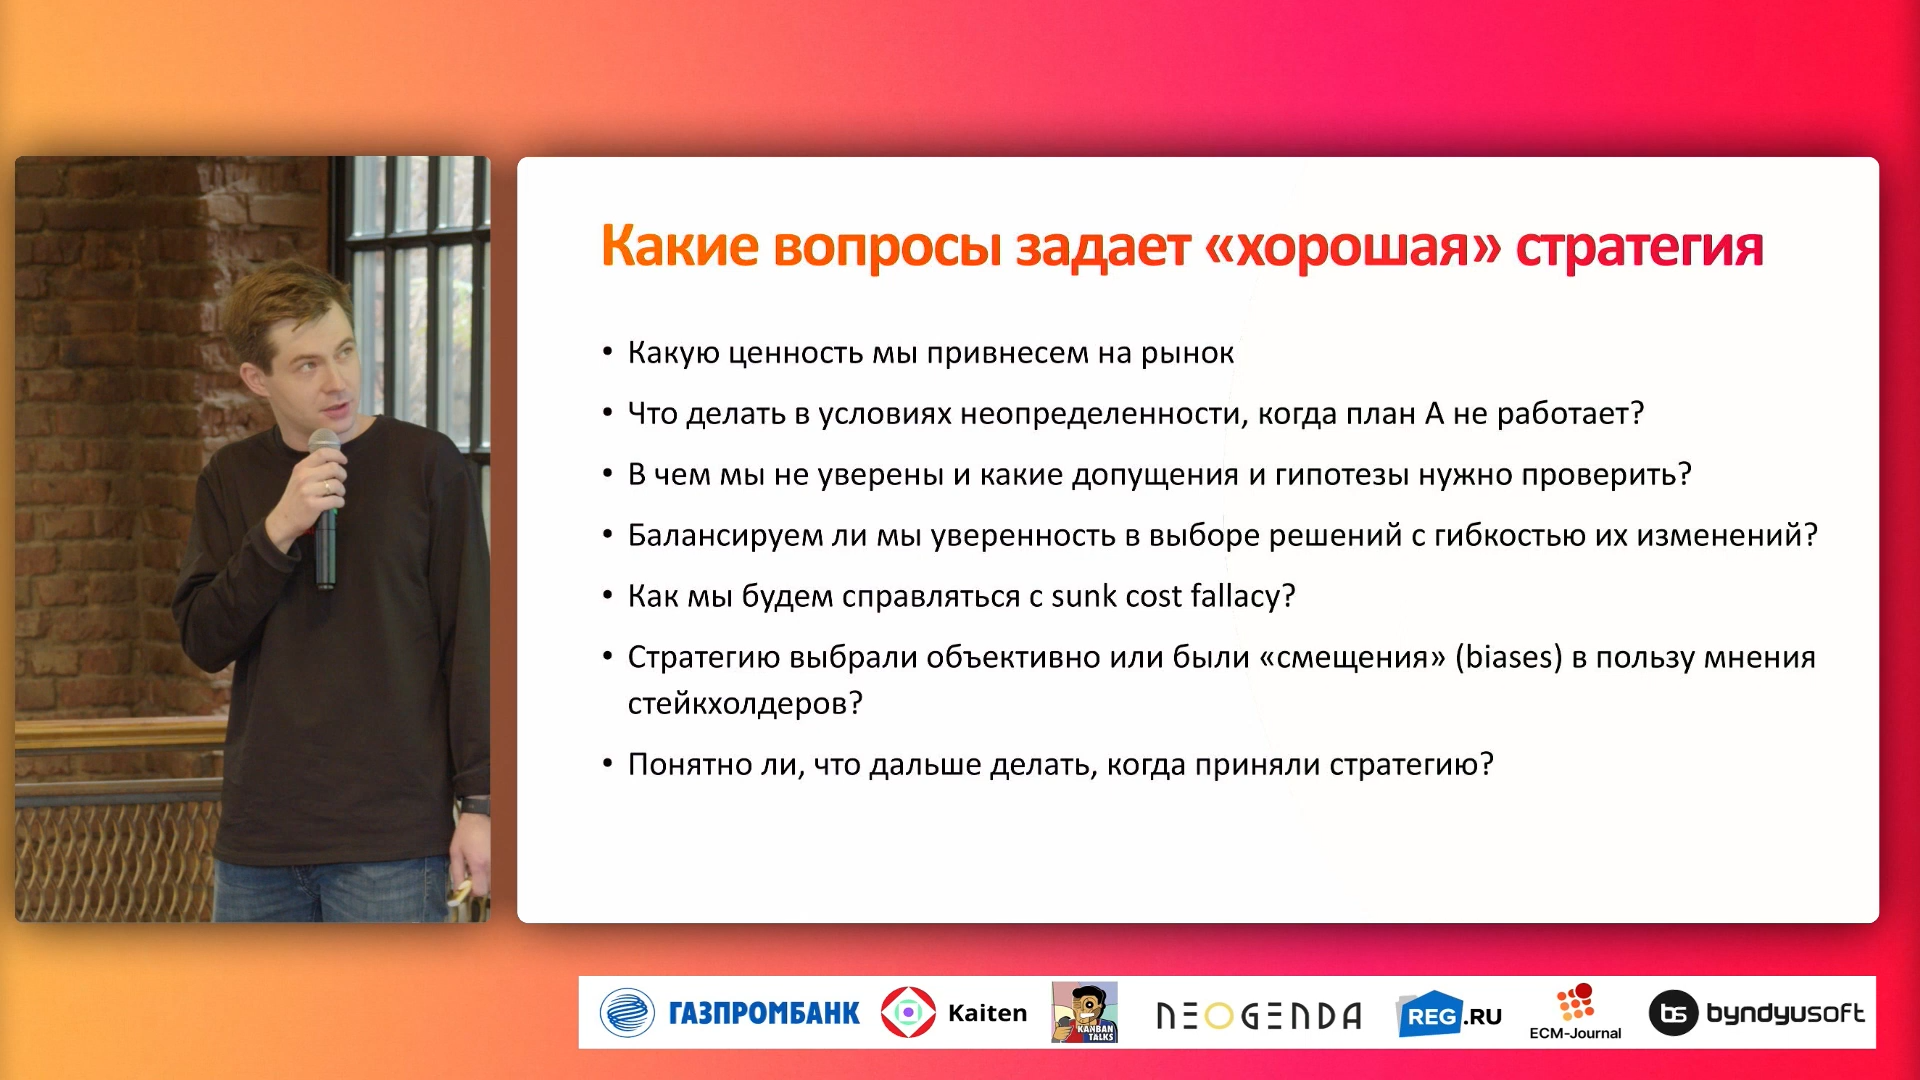 Какие вопросы задает «хорошая» стратегия
• Какую ценность мы привнесем на рынок
• Что делать в условиях неопределенности, когда план А не работает?
• В чем мы не уверены и какие допущения и гипотезы нужно проверить?
• Балансируем ли мы уверенность в выборе решений с гибкостью их изменений?
• Как мы будем справляться с sunk cost fallacy?
• Стратегию выбрали объективно или были «смещения» (biases) в пользу мнения
стейкхолдеров?
• Понятно ли, что дальше делать, когда приняли стратегию?
ГАЗПРОМБАНК
Kaiten
KANBAN
TALKS
NEOGENDA
REG.RU
ECM-Journal
bs byndyusoft